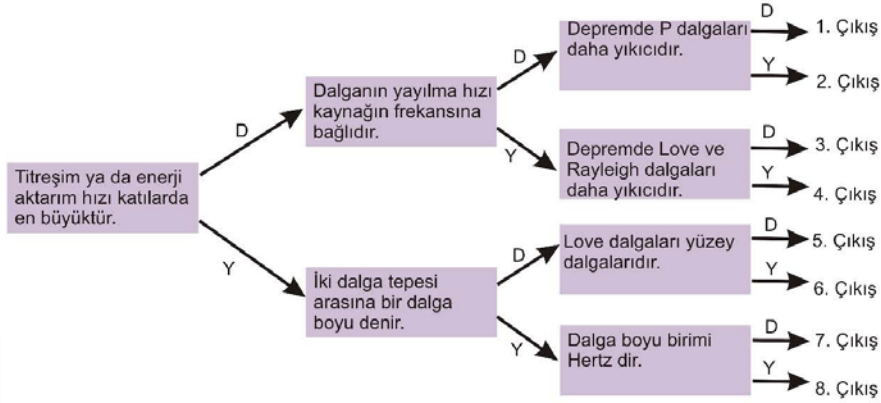 Titreşim ya da enerji
aktarım hızı katılarda
en büyüktür.
D
Y
Dalganın yayılma hızı
kaynağın frekansına
bağlıdır.
D
Y
İki dalga tepesi
arasına bir dalga
boyu denir.
D
Y
Depremde P dalgaları
daha yıkıcıdır.
D
1. Çıkış
Y
2. Çıkış
Depremde Love ve
Rayleigh dalgaları
daha yıkıcıdır.
D
3. Çıkış
Y
4. Çıkış
Love dalgaları yüzey
dalgalarıdır.
D
5. Çıkış
Y
6. Çıkış
Dalga boyu birimi
Hertz dir.
D
7. Çıkış
Y
8. Çıkış